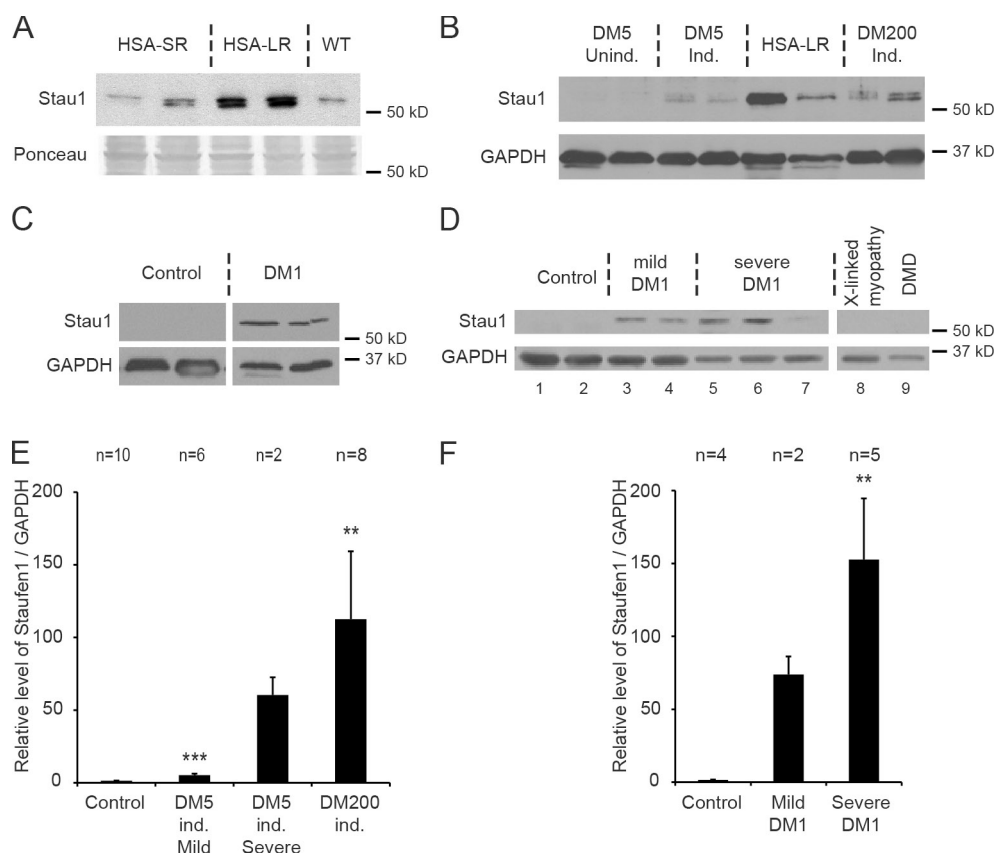 A
HSA-SR HSA-LR WT
Stau1
50 kD
Ponceau
50 kD
B
DM5 Unind.
DM5 Ind.
HSA-LR
DM200 Ind.
Stau1
50 kD
GAPDH
37 kD
C
Control DM1
Stau1
50 kD
GAPDH
37 kD
D
Control
mild DM1
severe DM1
X-linked myopathy
DMD
Stau1
50 kD
GAPDH
37 kD
1 2 3 4 5 6 7 8 9
E
n=10 n=6 n=2 n=8
Relative level of Staufen1 / GAPDH
200
150
100
50
0
***
**
Control
DM5 ind. Mild
DM5 ind. Severe
DM200 ind.
F
n=4 n=2 n=5
Relative level of Staufen1 / GAPDH
200
150
100
50
0
**
Control
Mild DM1
Severe DM1